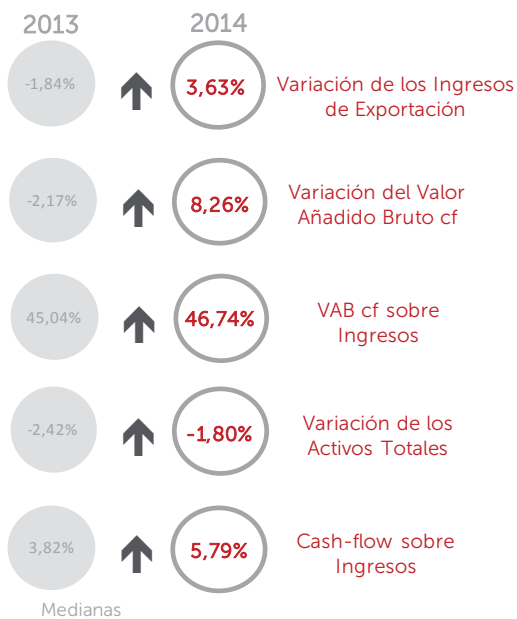 2013 2014
-1,84% 3,63% Variación de los Ingresos
de Exportación
-2,17% 8,26% Variación del Valor
Añadido Bruto cf
45,04% 46,74% VAB cf sobre
Ingresos
-2,42% -1,80% Variación de los
Activos Totales
3,82% 5,79% Cash-flow sobre
Ingresos
Medianas